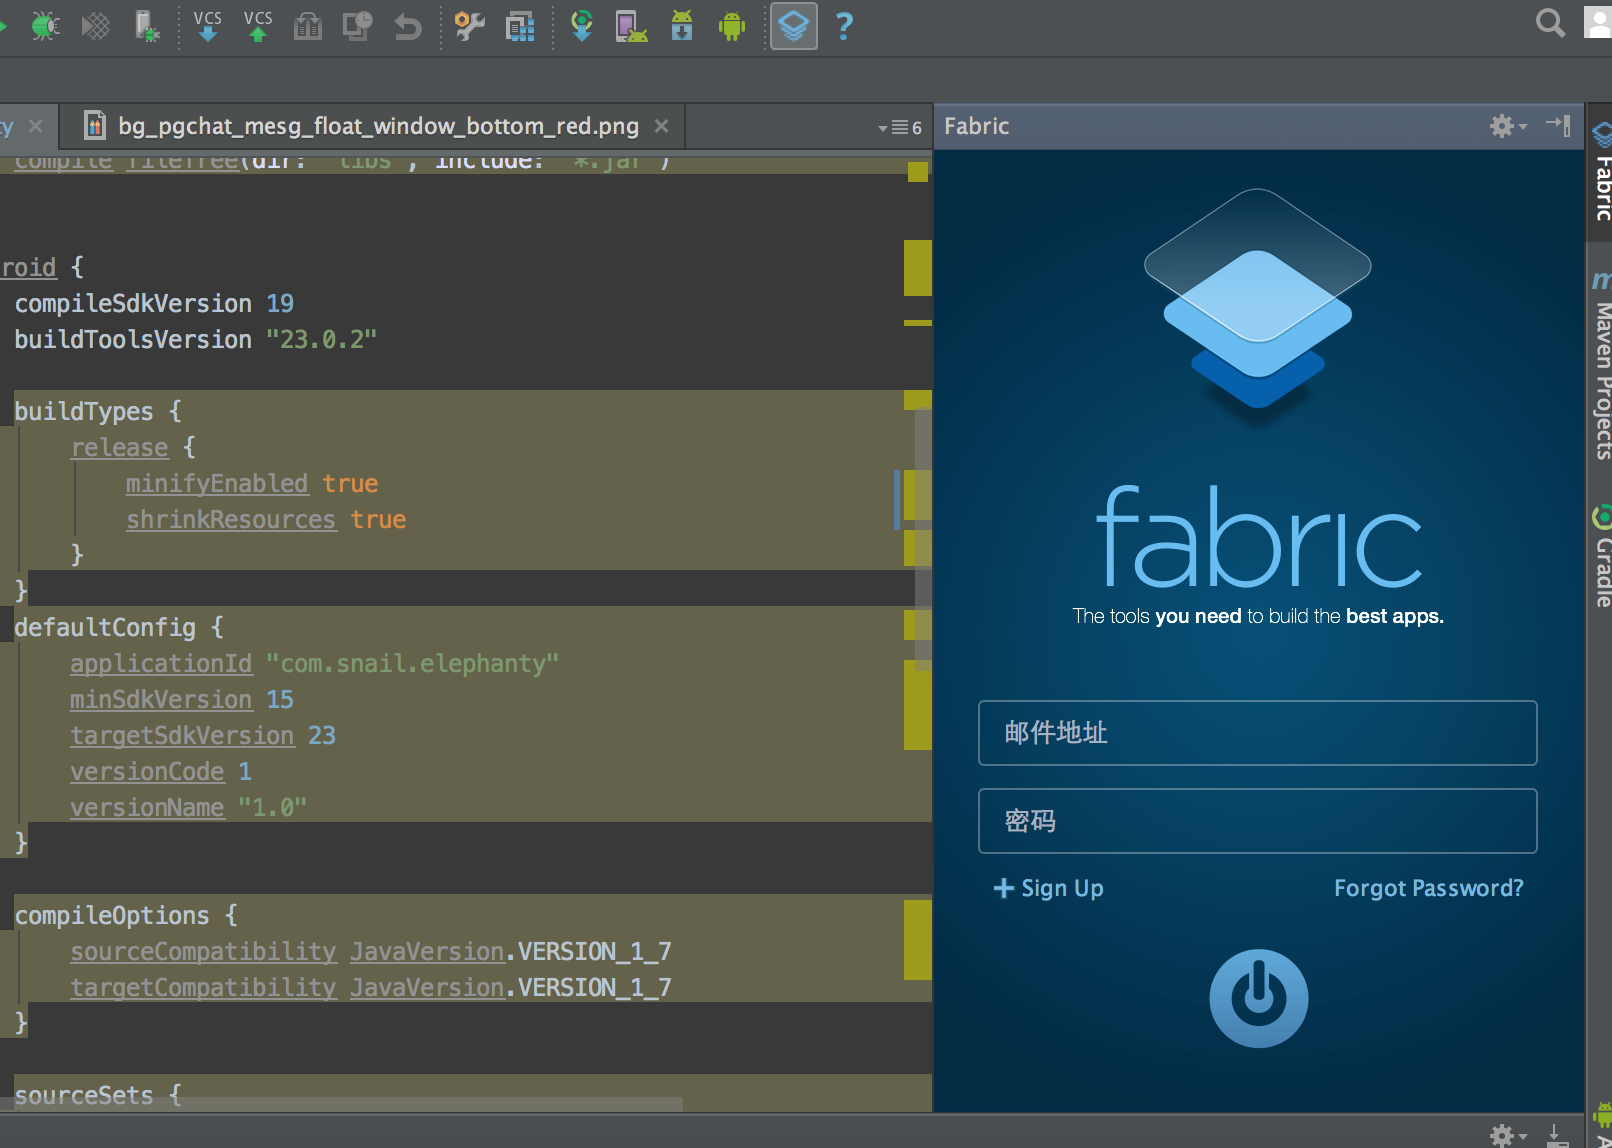 VCS
VCS
?
ty
bg_pgchat_mesg_float_window_bottom_red.png
6
Fabric
compile fileTree(dir: 'libs', include: '*.jar')
roid {
compileSdkVersion 19
buildToolsVersion "23.0.2"
buildTypes {
release {
minifyEnabled true
shrinkResources true
}
}
defaultConfig {
applicationId "com.snail.elephanty"
minSdkVersion 15
targetSdkVersion 23
versionCode 1
versionName "1.0"
}
compileOptions {
sourceCompatibility JavaVersion.VERSION_1_7
targetCompatibility JavaVersion.VERSION_1_7
}
sourceSets {
fabric
The tools you need to build the best apps.
邮件地址
密码
Sign Up
Forgot Password?
Fabric
m
Maven Projects
Gradle